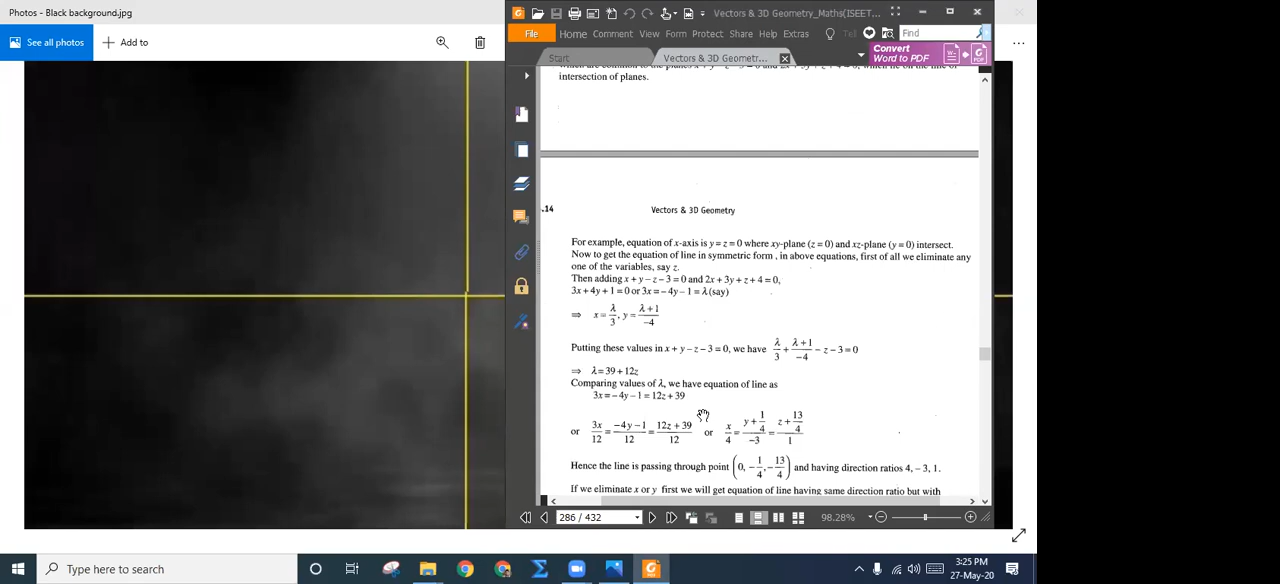 Photos - Black background.jpg
See all photos
Add to
Vectors & 3D Geometry_Maths(ISEET...
File Home Comment View Form Protect Share Help Extras Find
Start Vectors & 3D Geometr...
Convert
Word to PDF
intersection of planes.
.14 Vectors & 3D Geometry
For example, equation of x-axis is y = z = 0 where xy-plane (z = 0) and xz-plane (y = 0) intersect.
Now to get the equation of line in symmetric form , in above equations, first of all we eliminate any
one of the variables, say z.
Then adding x + y – z – 3 = 0 and 2x + 3y + z + 4 = 0,
3x + 4y + 1 = 0 or 3x = – 4y – 1 = λ (say)
⇒ x = λ/3, y = (λ + 1)/–4
Putting these values in x + y – z – 3 = 0, we have λ/3 + (λ + 1)/–4 – z – 3 = 0
⇒ λ = 39 + 12z
Comparing values of λ, we have equation of line as
3x = – 4y – 1 = 12z + 39
or 3x/12 = (–4y – 1)/12 = (12z + 39)/12 or x/4 = (y + 1/4)/–3 = (z + 13/4)/1
Hence the line is passing through point (0, –1/4, –13/4) and having direction ratios 4, – 3, 1.
If we eliminate x or y first we will get equation of line having same direction ratio but with
286 / 432 98.28%
Type here to search
3:25 PM
27-May-20